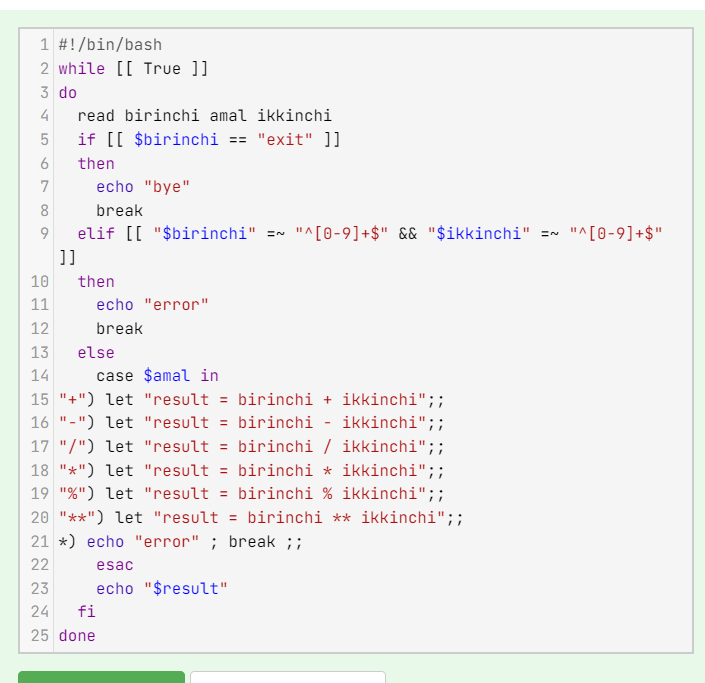 1 #!/bin/bash
2 while [[ True ]]
3 do
4   read birinchi amal ikkinchi
5   if [[ $birinchi == "exit" ]]
6   then
7     echo "bye"
8     break
9   elif [[ "$birinchi" =~ "^[0-9]+$" && "$ikkinchi" =~ "^[0-9]+$"
]]
10   then
11     echo "error"
12     break
13   else
14     case $amal in
15 "+") let "result = birinchi + ikkinchi";;
16 "-") let "result = birinchi - ikkinchi";;
17 "/") let "result = birinchi / ikkinchi";;
18 "*") let "result = birinchi * ikkinchi";;
19 "%") let "result = birinchi % ikkinchi";;
20 "**") let "result = birinchi ** ikkinchi";;
21 *) echo "error" ; break ;;
22     esac
23     echo "$result"
24   fi
25 done